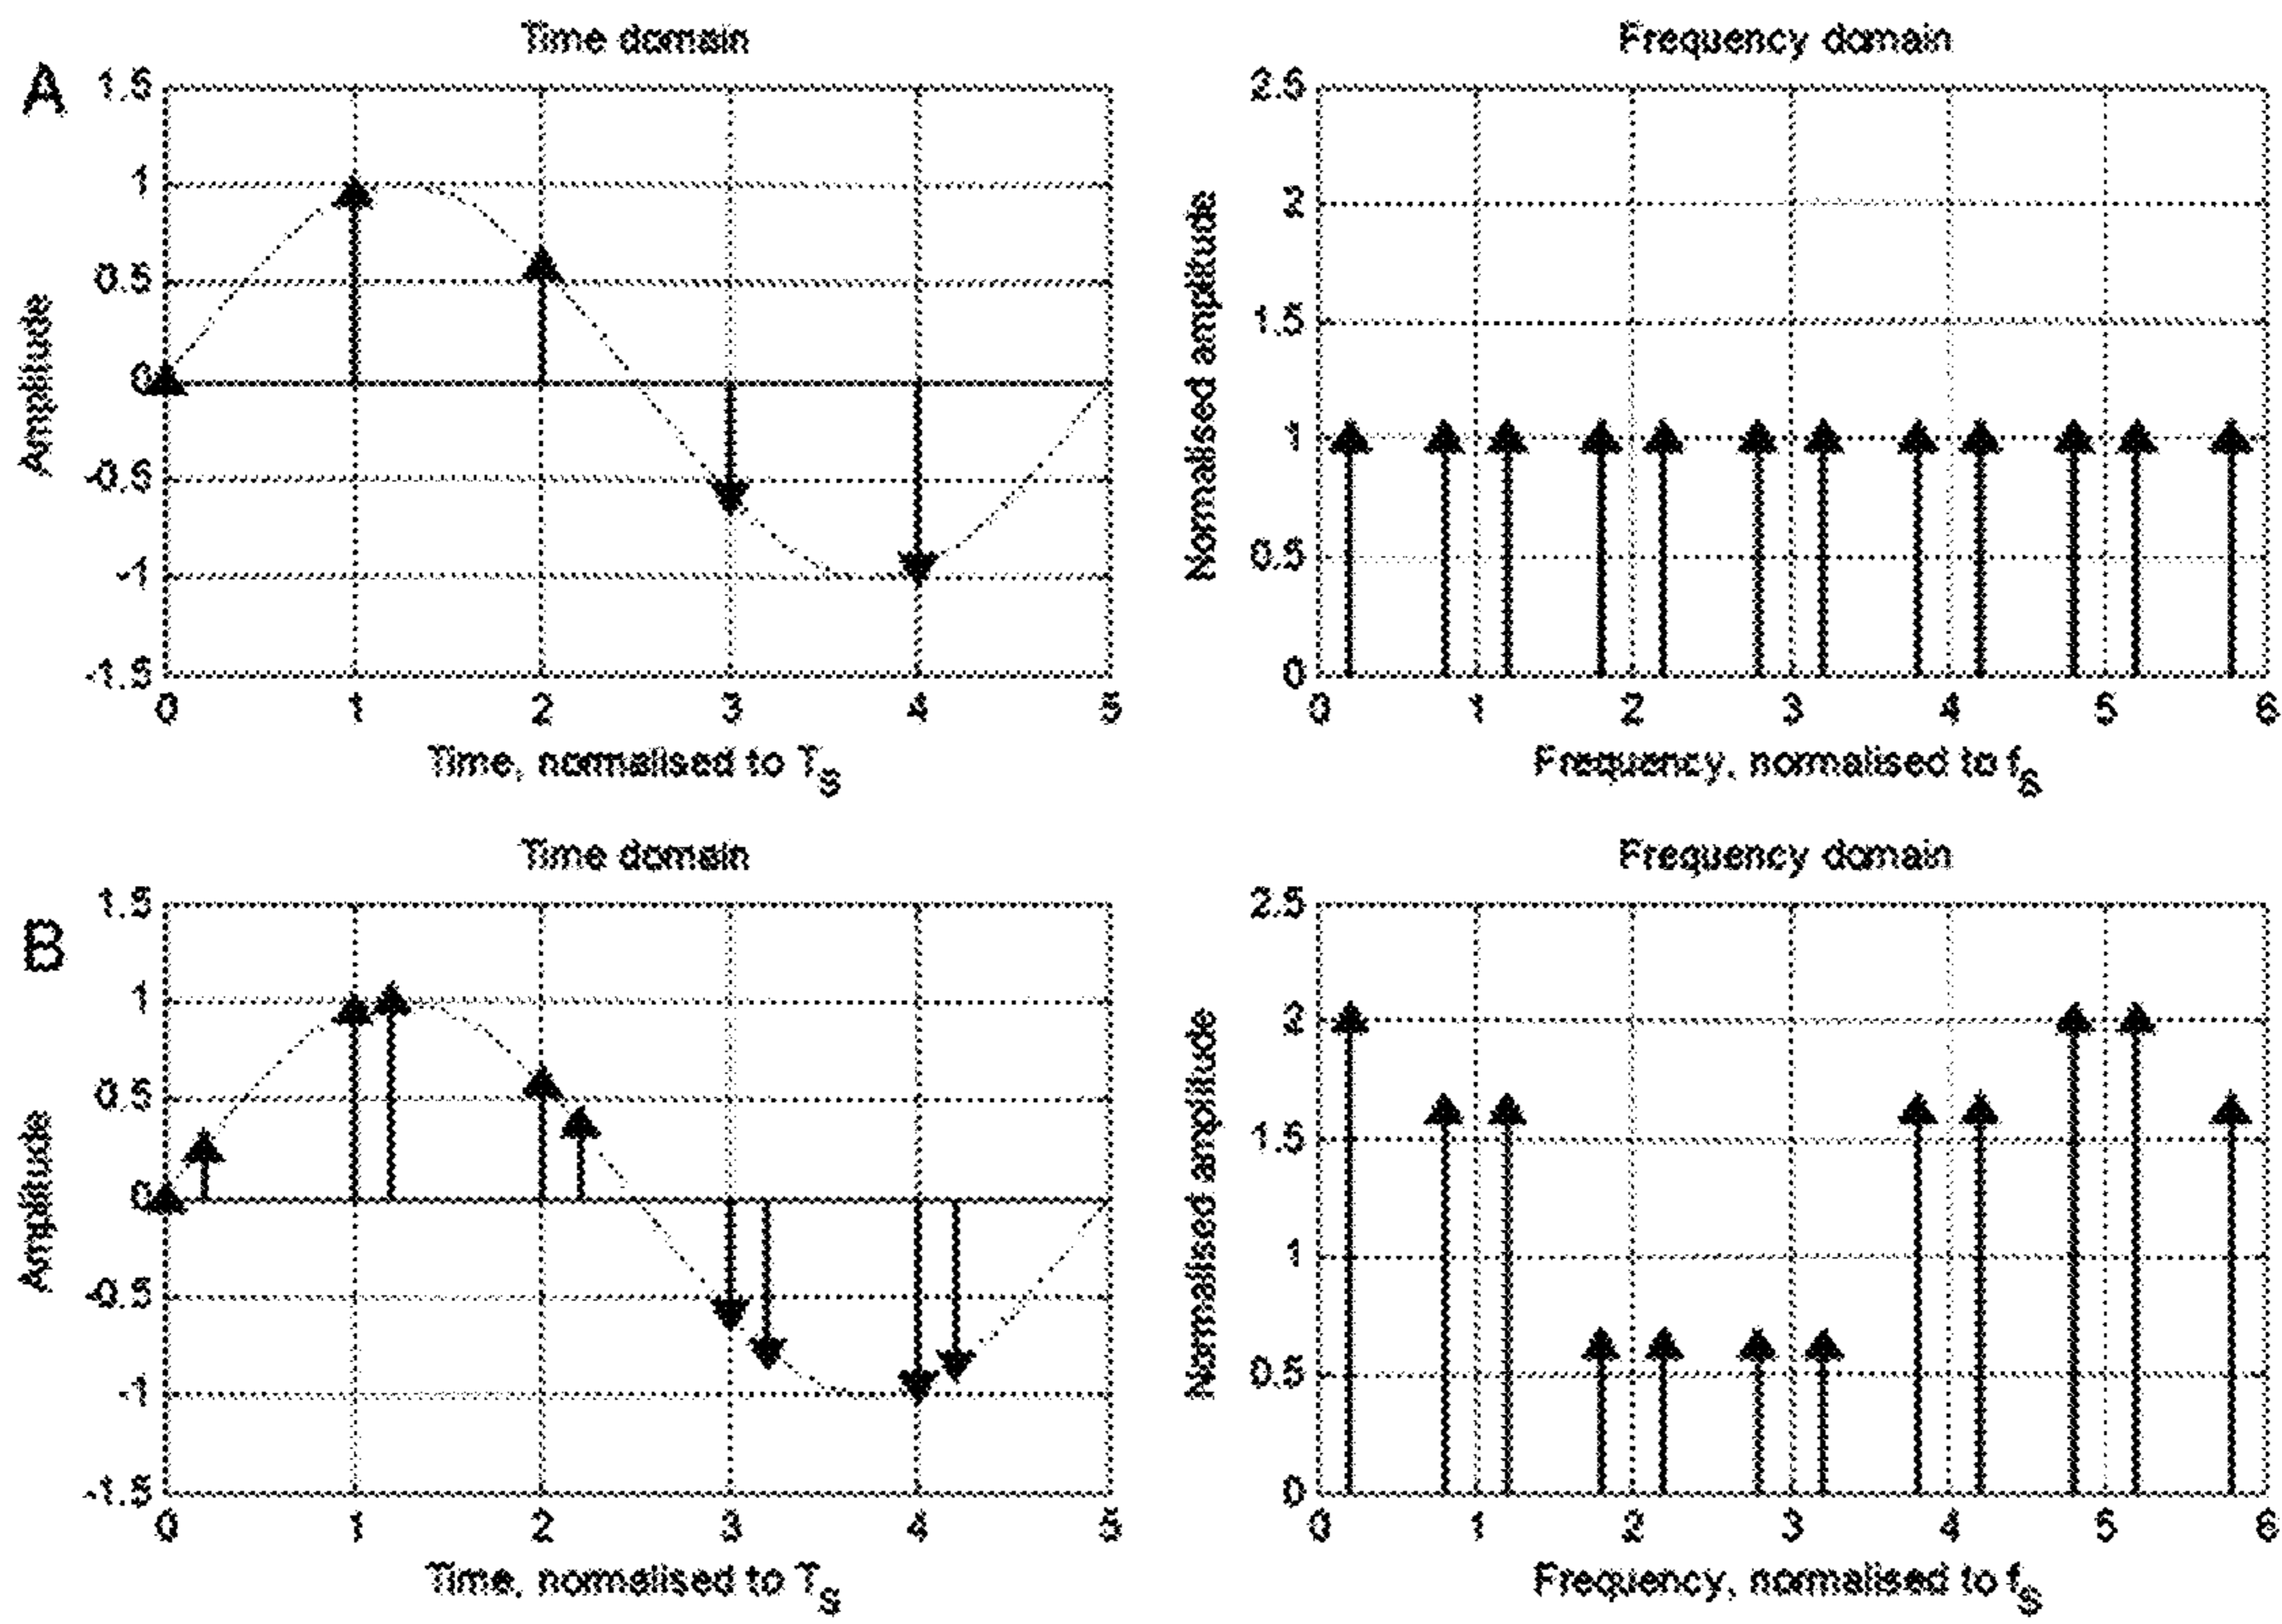 A
Time domain
1.5
1
0.5
0
-0.5
-1
-1.5
Amplitude
0 1 2 3 4 5
Time, normalised to T_S
Frequency domain
2.5
2
1.5
1
0.5
0
Normalised amplitude
0 1 2 3 4 5 6
Frequency, normalised to f_S
B
Time domain
1.5
1
0.5
0
-0.5
-1
-1.5
Amplitude
0 1 2 3 4 5
Time, normalised to T_S
Frequency domain
2.5
2
1.5
1
0.5
0
Normalised amplitude
0 1 2 3 4 5 6
Frequency, normalised to f_S